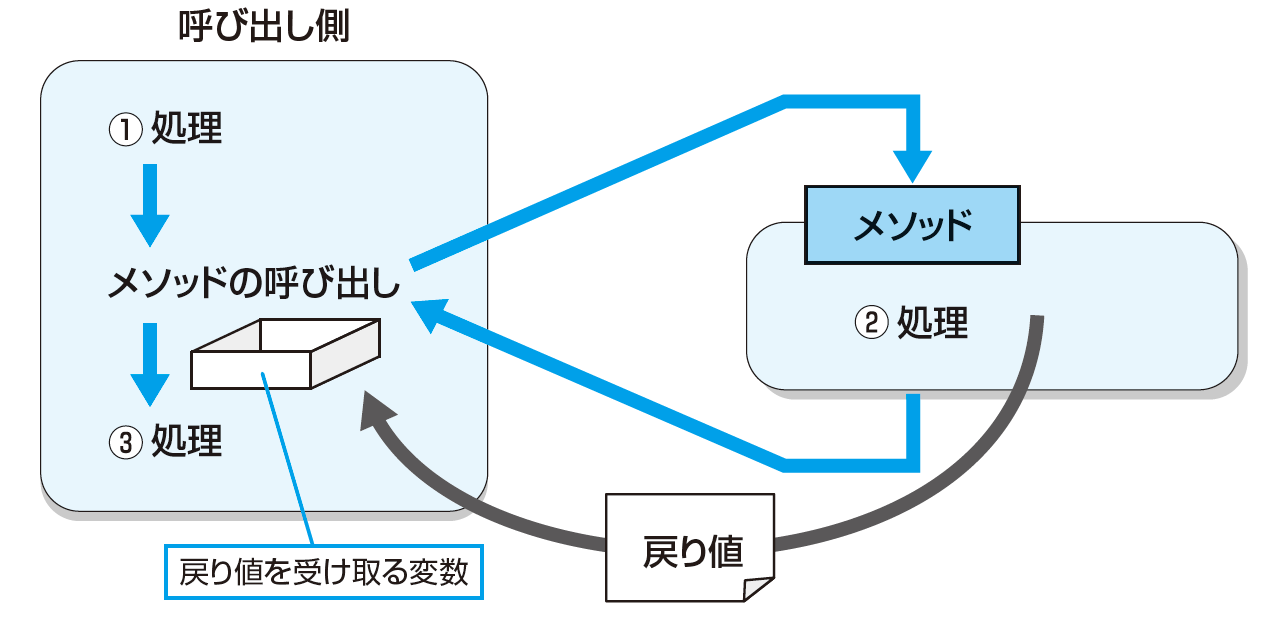 呼び出し側
① 処理
メソッドの呼び出し
③ 処理
戻り値を受け取る変数
メソッド
② 処理
戻り値